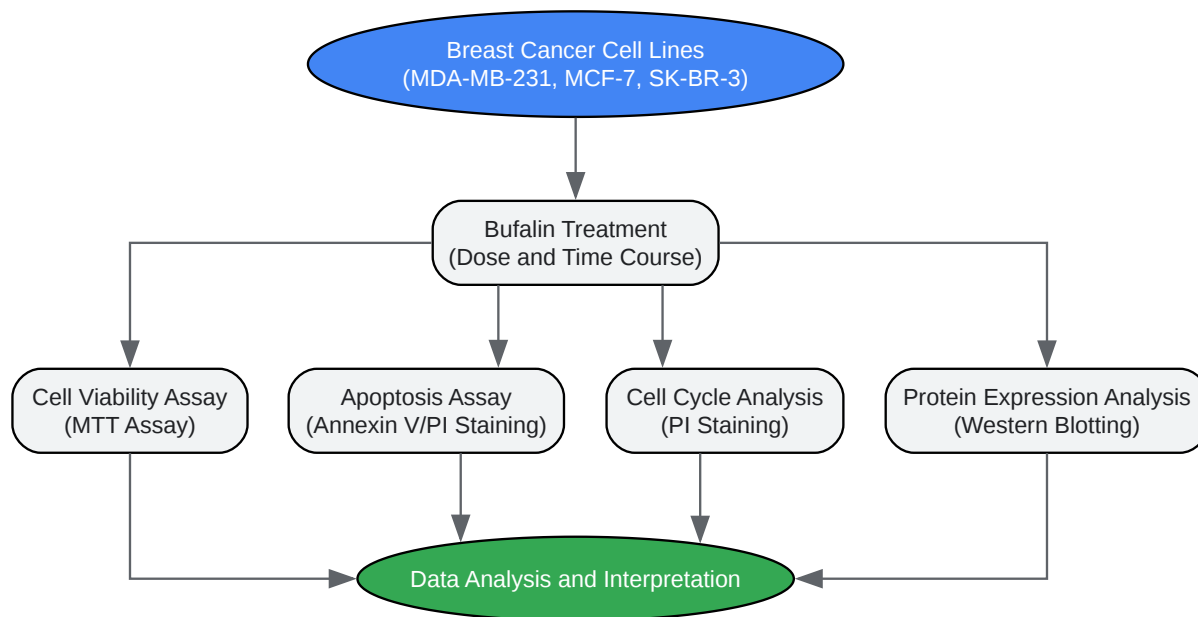 Breast Cancer Cell Lines
(MDA-MB-231, MCF-7, SK-BR-3)
Bufalin Treatment
(Dose and Time Course)
Cell Viability Assay
(MTT Assay)
Apoptosis Assay
(Annexin V/PI Staining)
Cell Cycle Analysis
(PI Staining)
Protein Expression Analysis
(Western Blotting)
Data Analysis and Interpretation